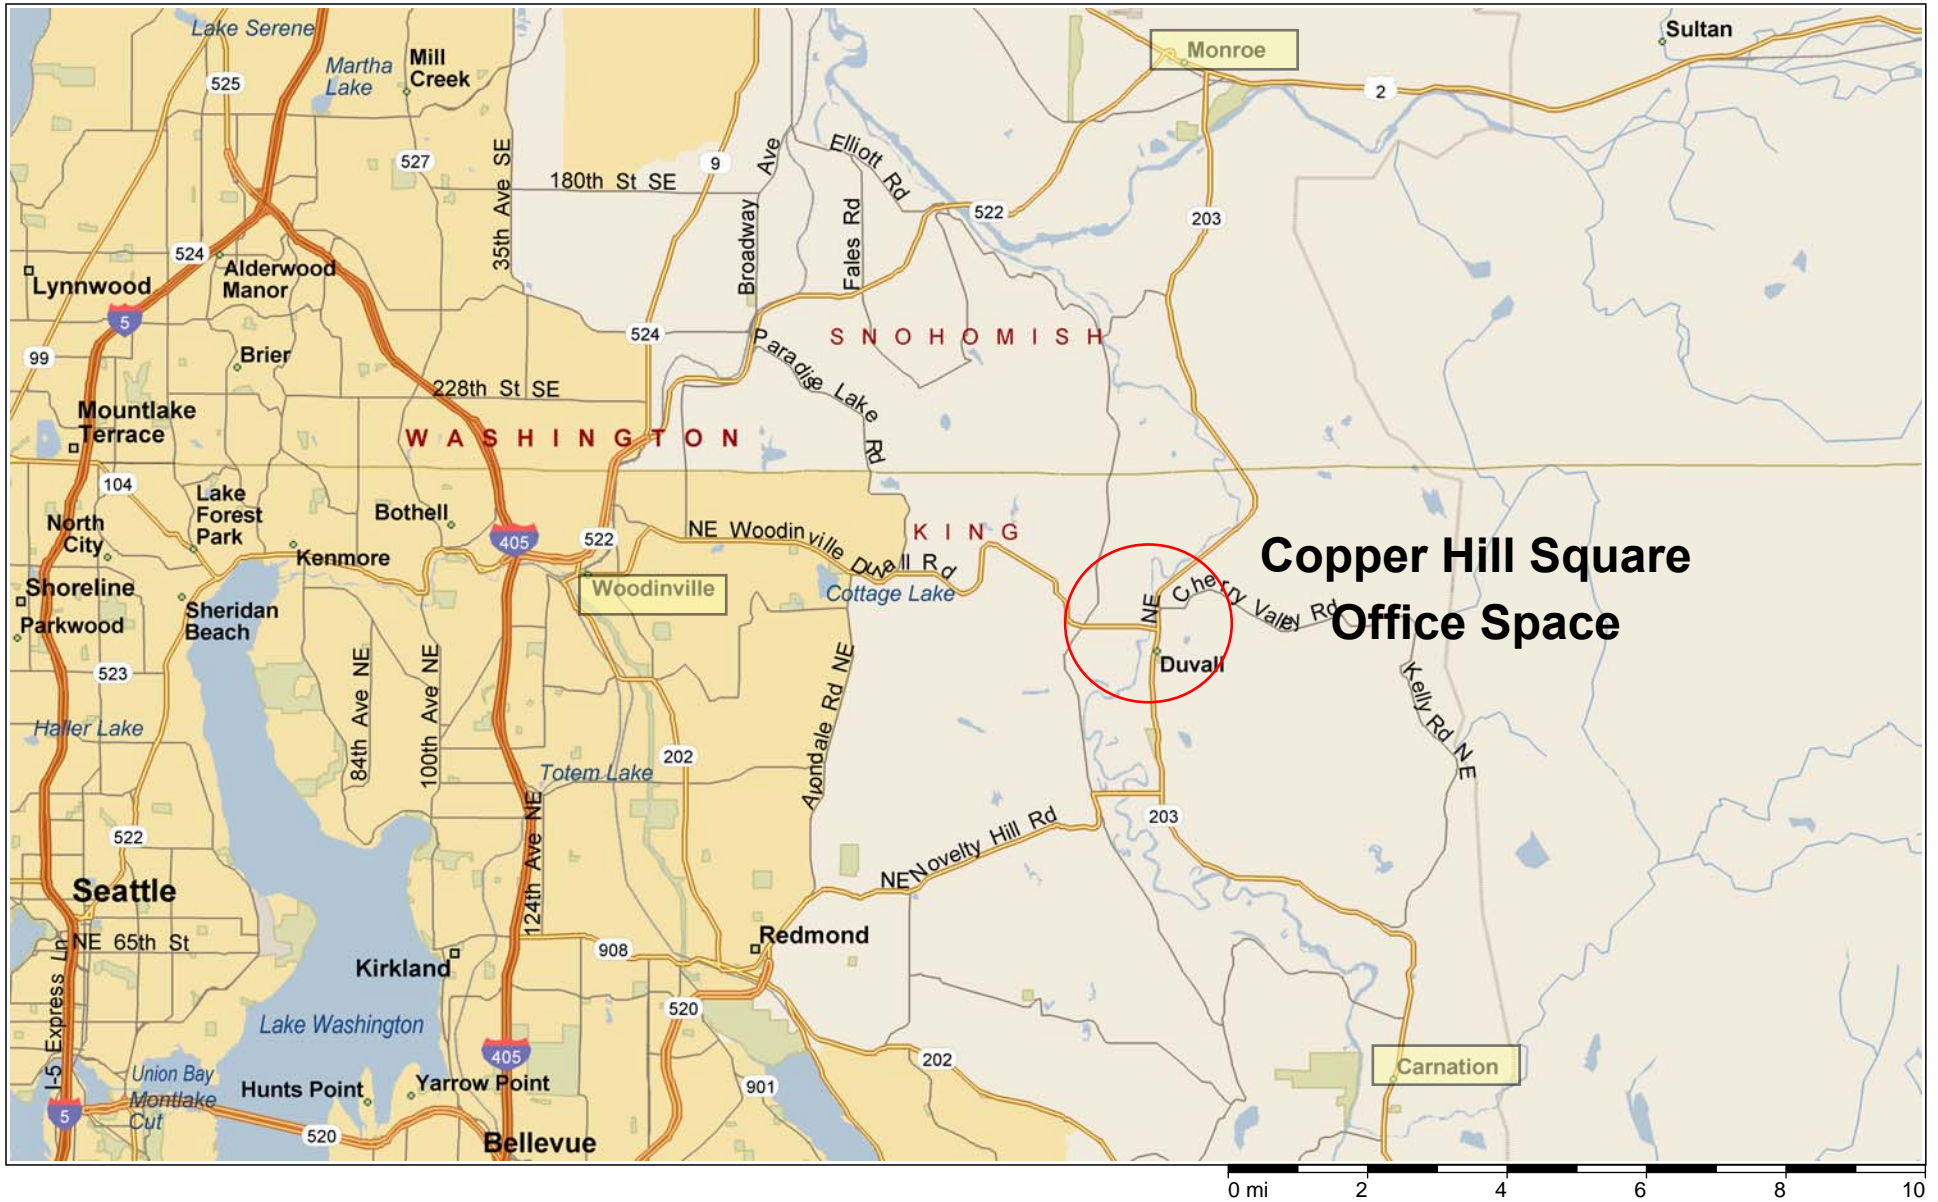 Lake Serene
Martha
Lake
Mill
Creek
Monroe
Sultan
525
2
527
35th Ave SE
180th St SE
9
Broadway Ave
Elliott Rd
Fales Rd
522
203
524
Alderwood
Manor
Lynnwood
5
99
Brier
524
SNOHOMISH
Paradise Lake Rd
228th St SE
Mountlake
Terrace
WASHINGTON
104
Lake
Forest
Park
North
City
Bothell
405
522
NE Woodinville Duvall Rd
KING
Kenmore
Copper Hill Square
Office Space
Shoreline
Parkwood
Sheridan
Beach
Woodinville
Cottage Lake
NE Cherry Valley Rd
Duvall
523
84th Ave NE
100th Ave NE
Avondale Rd NE
Kelly Rd NE
Haller Lake
202
Totem Lake
522
124th Ave NE
NE Novelty Hill Rd
203
Seattle
NE 65th St
I-5 Express Ln
Kirkland
908
Redmond
520
Lake Washington
405
202
Carnation
Union Bay
Montlake
Cut
Hunts Point
Yarrow Point
901
5
520
Bellevue
0 mi 2 4 6 8 10